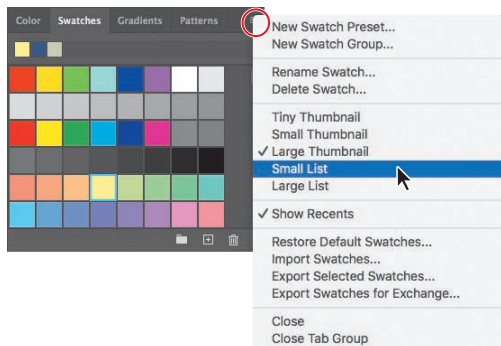 Color Swatches Gradients Patterns
New Swatch Preset...
New Swatch Group...
Rename Swatch...
Delete Swatch...
Tiny Thumbnail
Small Thumbnail
✓ Large Thumbnail
Small List
Large List
✓ Show Recents
Restore Default Swatches...
Import Swatches...
Export Selected Swatches...
Export Swatches for Exchange...
Close
Close Tab Group